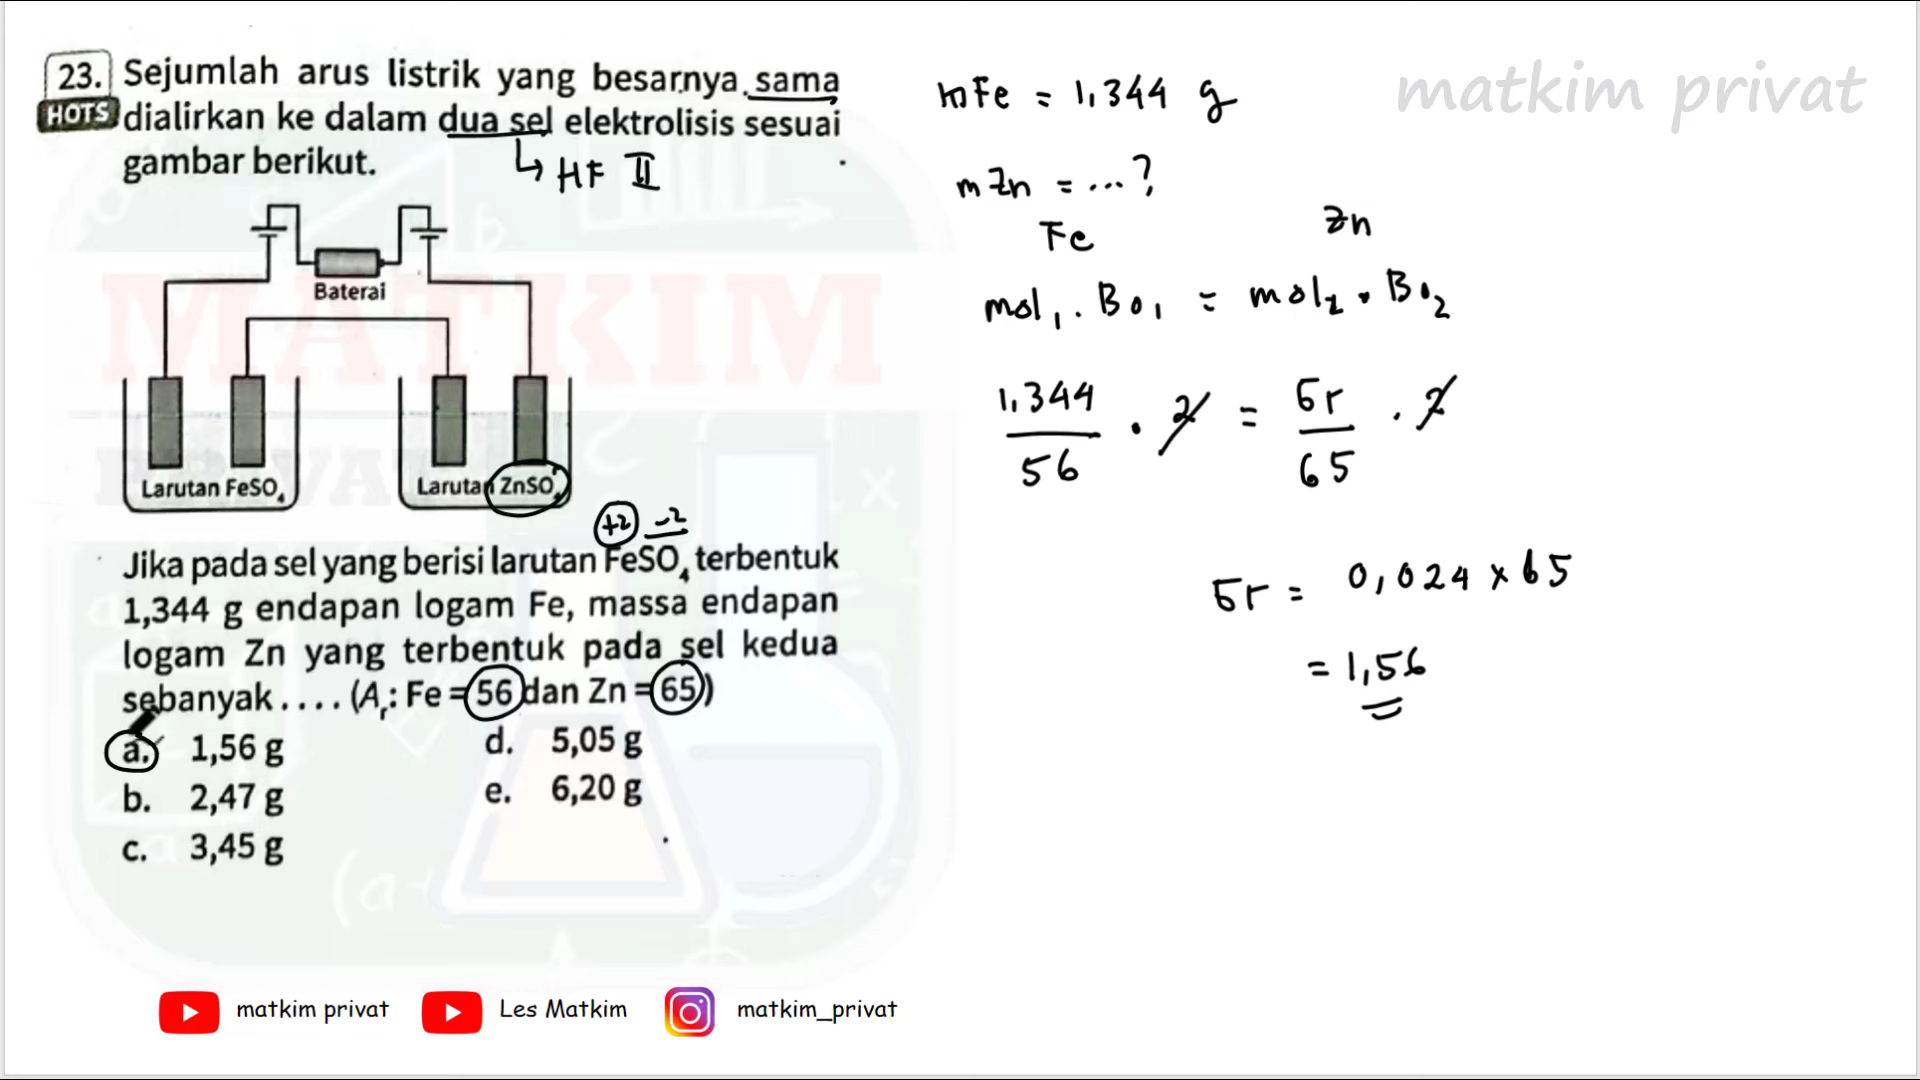 23. Sejumlah arus listrik yang besarnya sama
HOTS dialirkan ke dalam dua sel elektrolisis sesuai
gambar berikut.
↳ HF II
Baterai
Larutan FeSO₄
Larutan ZnSO₄
+2 -2
Jika pada sel yang berisi larutan FeSO₄ terbentuk
1,344 g endapan logam Fe, massa endapan
logam Zn yang terbentuk pada sel kedua
sebanyak .... (Aᵣ: Fe = 56 dan Zn = 65)
a. 1,56 g
b. 2,47 g
c. 3,45 g
d. 5,05 g
e. 6,20 g
matkim privat
mFe = 1,344 g
mZn = ...?
Fe Zn
mol₁ . Bo₁ = mol₂ . Bo₂
1,344/56 . 2 = Gr/65 . 2
Gr = 0,024 x 65
= 1,56
MATKIM
PRIVAT
matkim privat
Les Matkim
matkim_privat